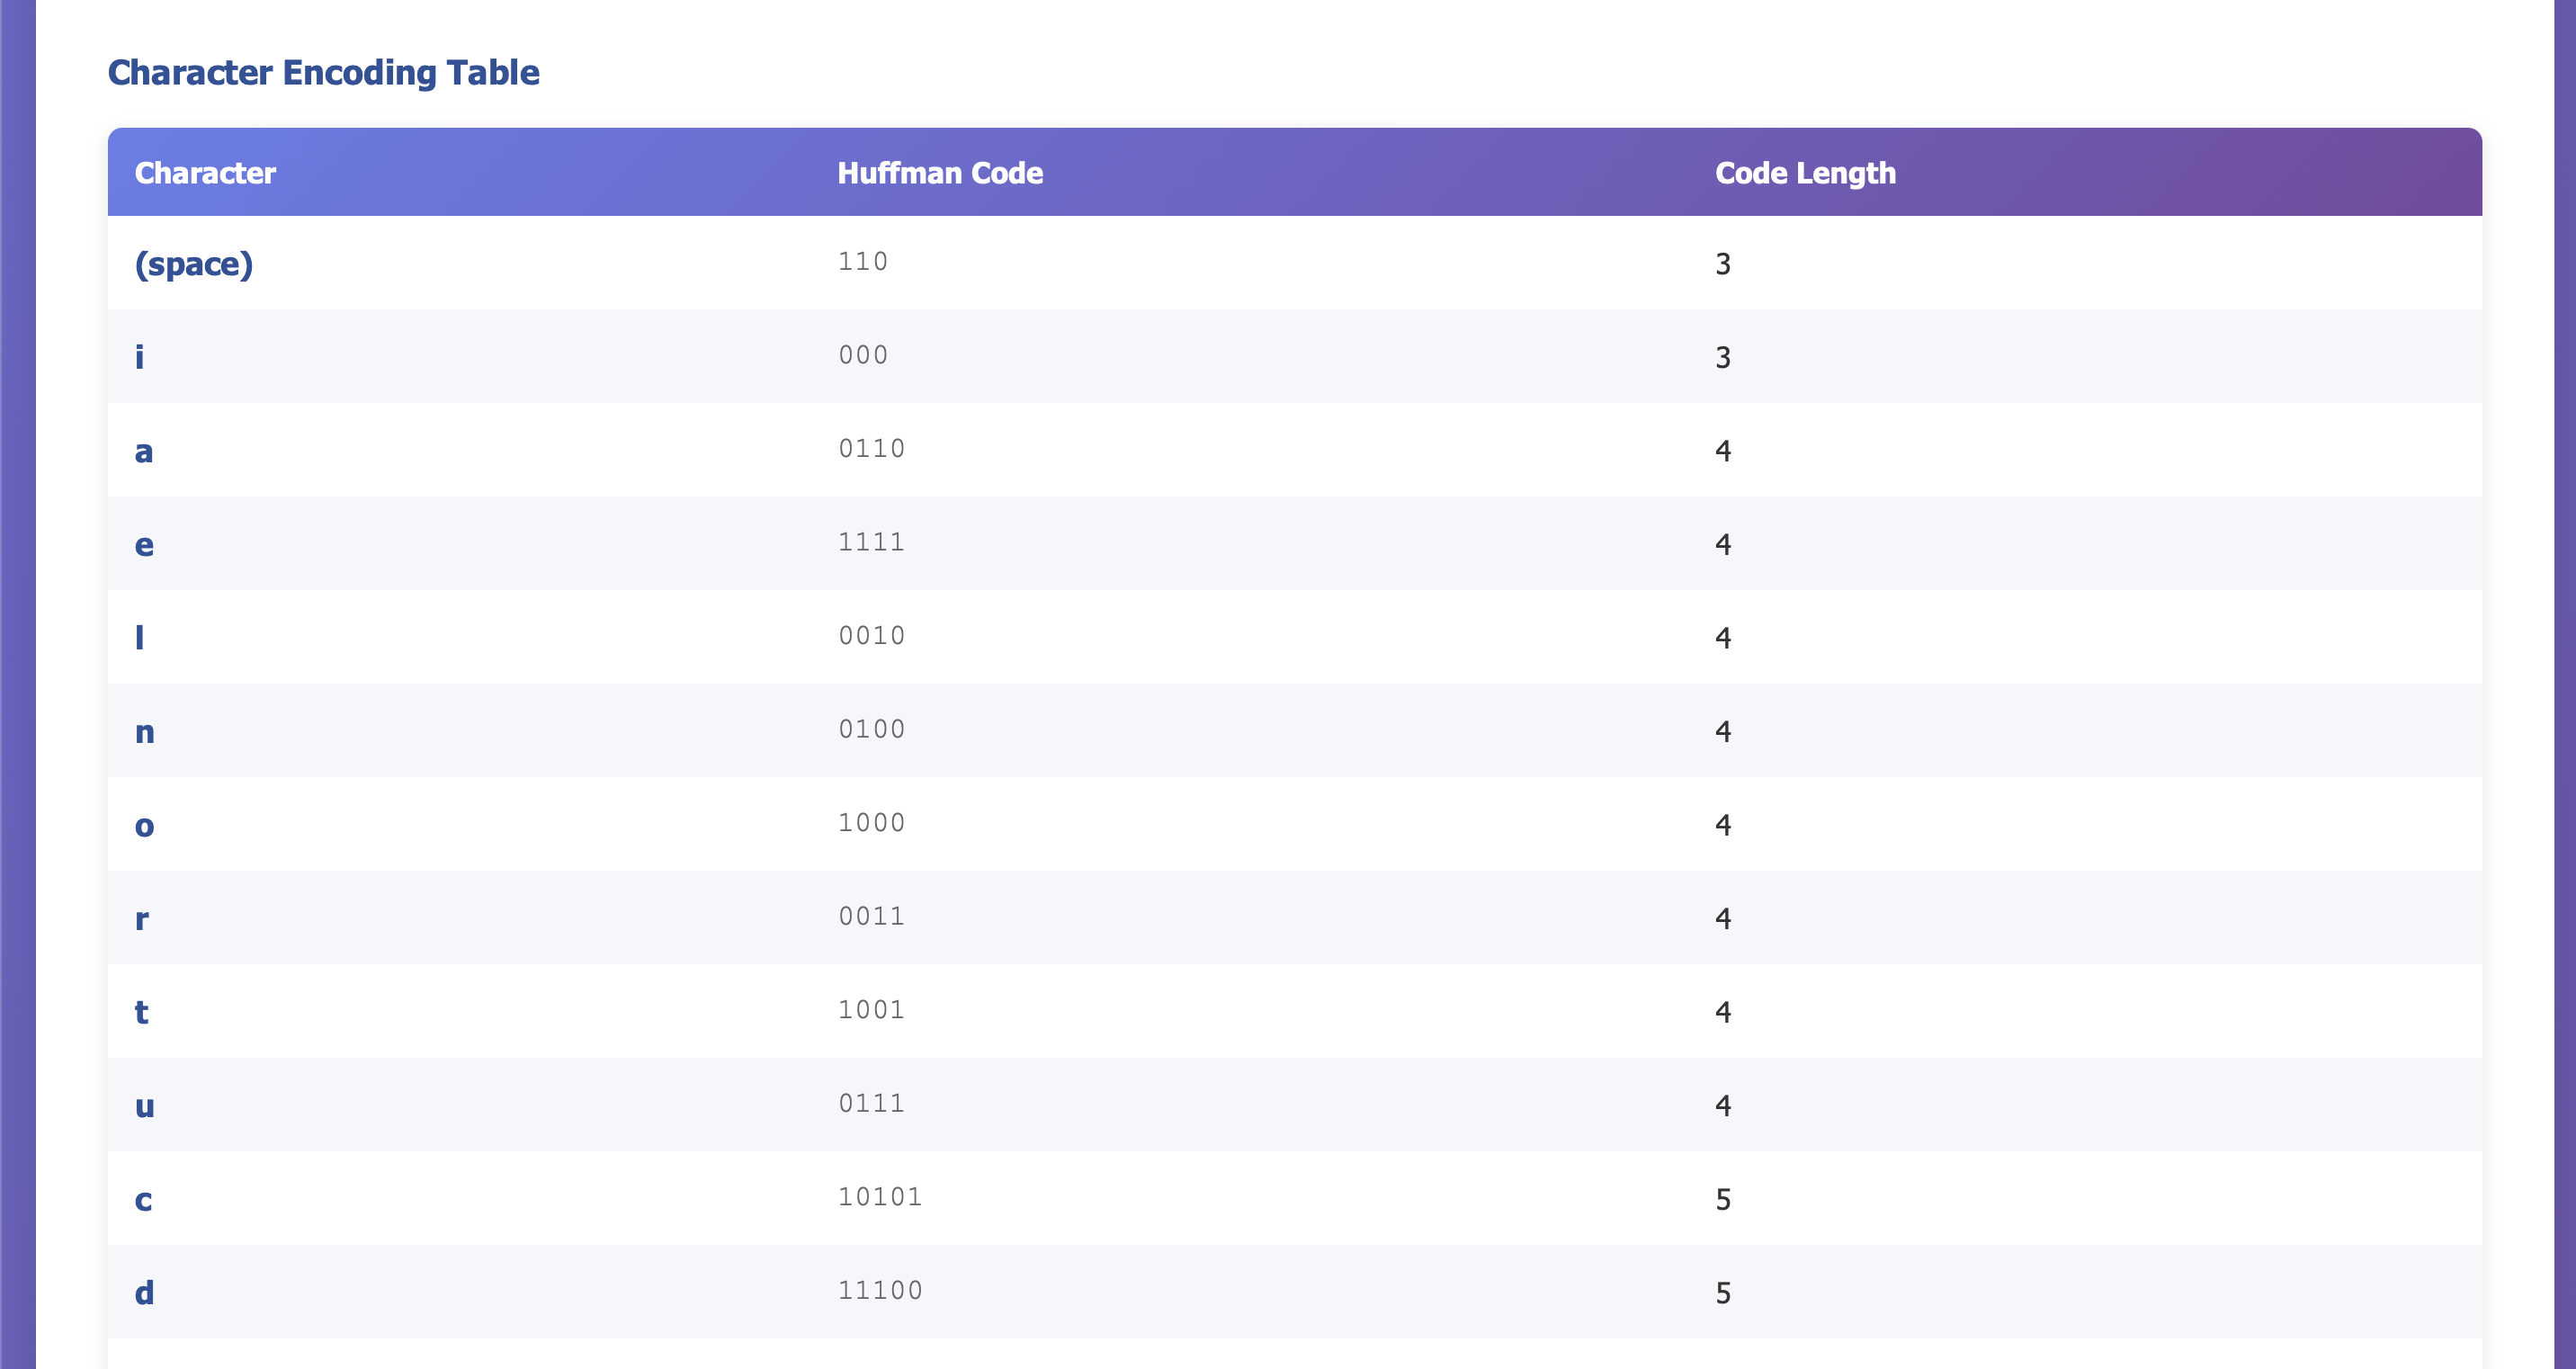 Character Encoding Table
Character Huffman Code Code Length
(space) 110 3
i 000 3
a 0110 4
e 1111 4
l 0010 4
n 0100 4
o 1000 4
r 0011 4
t 1001 4
u 0111 4
c 10101 5
d 11100 5